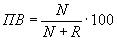 ПВ = N / (N + R) · 100